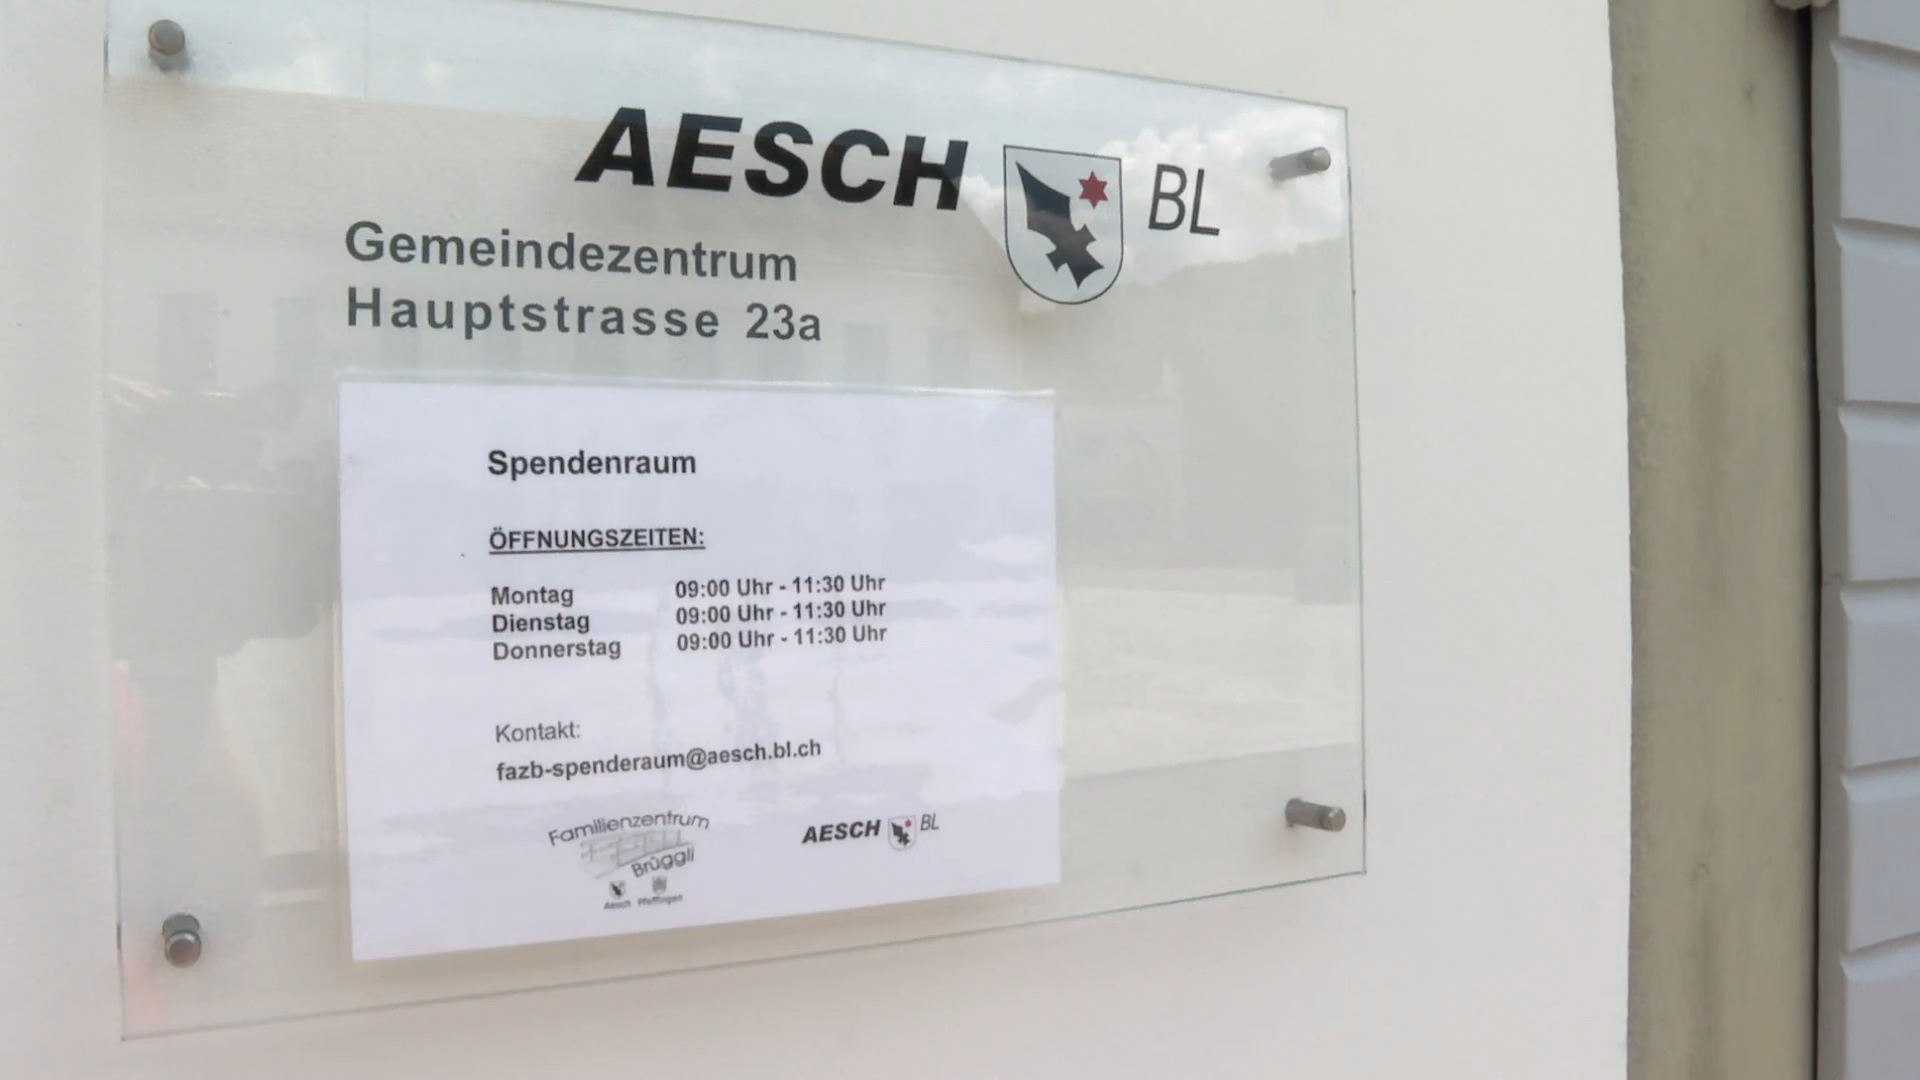 AESCH BL
Gemeindezentrum
Hauptstrasse 23a
Spendenraum
ÖFFNUNGSZEITEN:
Montag 09:00 Uhr - 11:30 Uhr
Dienstag 09:00 Uhr - 11:30 Uhr
Donnerstag 09:00 Uhr - 11:30 Uhr
Kontakt:
fazb-spenderaum@aesch.bl.ch
Familienzentrum
Brüggli
Aesch Pfeffingen
AESCH BL